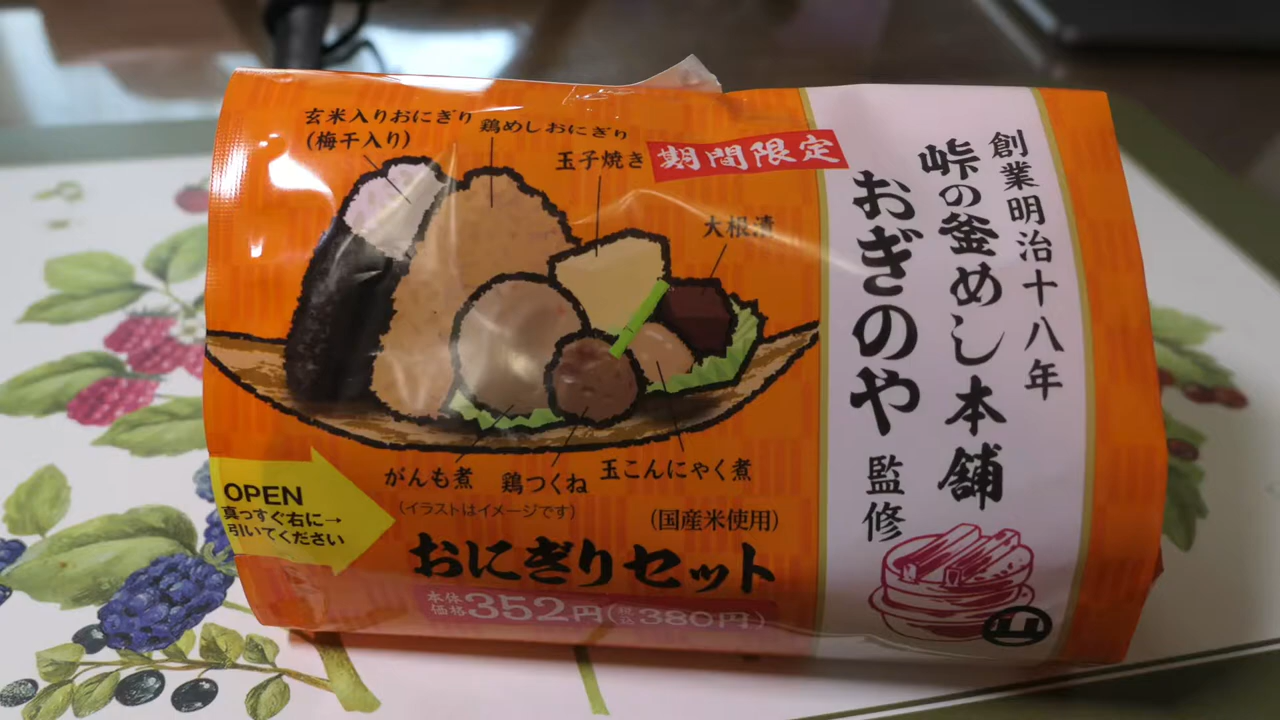 玄米入りおにぎり
(梅干入り)
鶏めしおにぎり
玉子焼き
期間限定
大根漬
がんも煮
鶏つくね
玉こんにゃく煮
(イラストはイメージです)
(国産米使用)
OPEN
真っすぐ右に→
引いてください
おにぎりセット
本体
価格352円(税込380円)
創業明治十八年
峠の釜めし本舗
おぎのや
監修